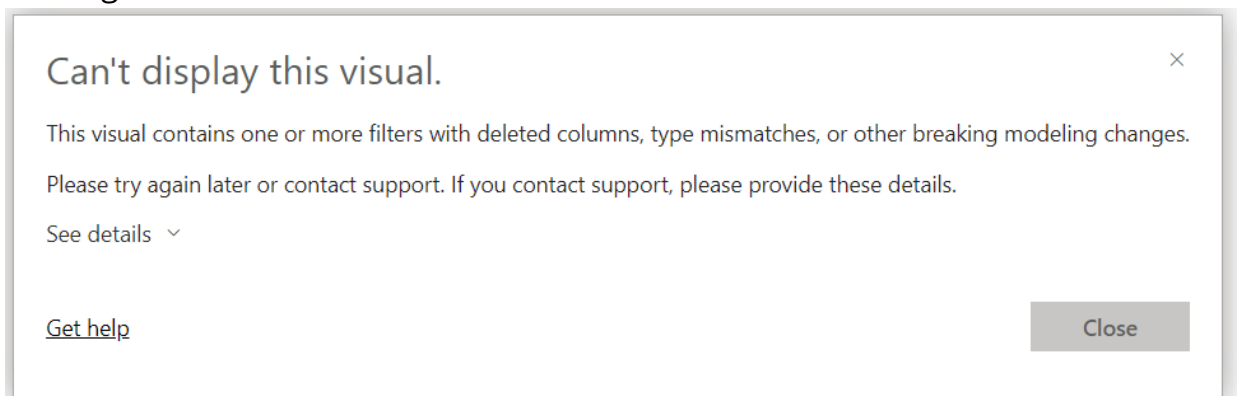 Can't display this visual.
This visual contains one or more filters with deleted columns, type mismatches, or other breaking modeling changes.
Please try again later or contact support. If you contact support, please provide these details.
See details
Get help
Close